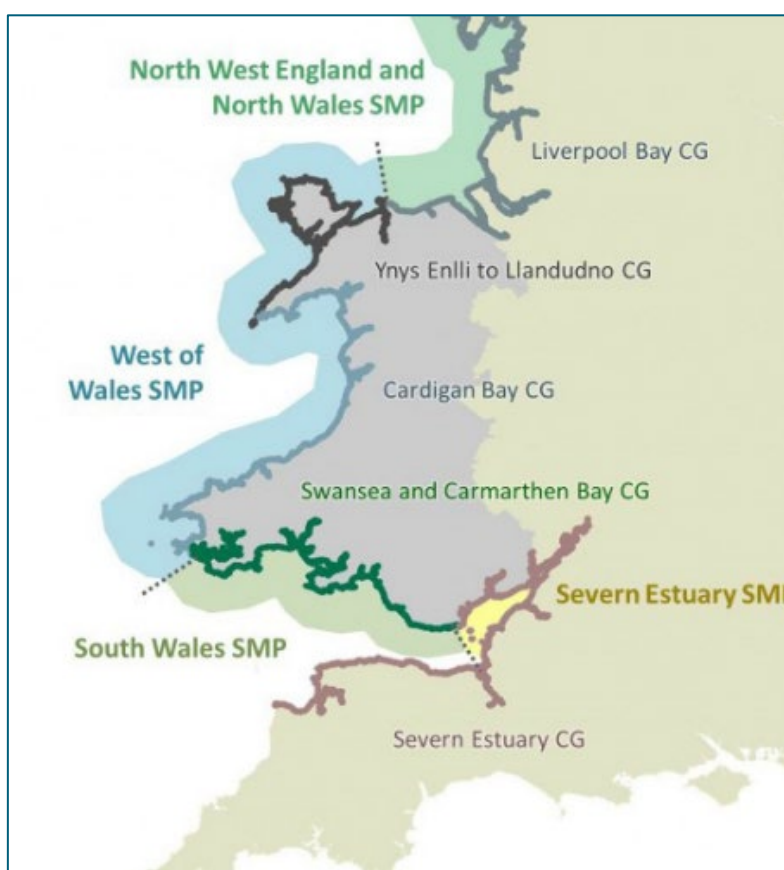 North West England and
North Wales SMP
Liverpool Bay CG
Ynys Enlli to Llandudno CG
West of
Wales SMP
Cardigan Bay CG
Swansea and Carmarthen Bay CG
Severn Estuary SM
South Wales SMP
Severn Estuary CG